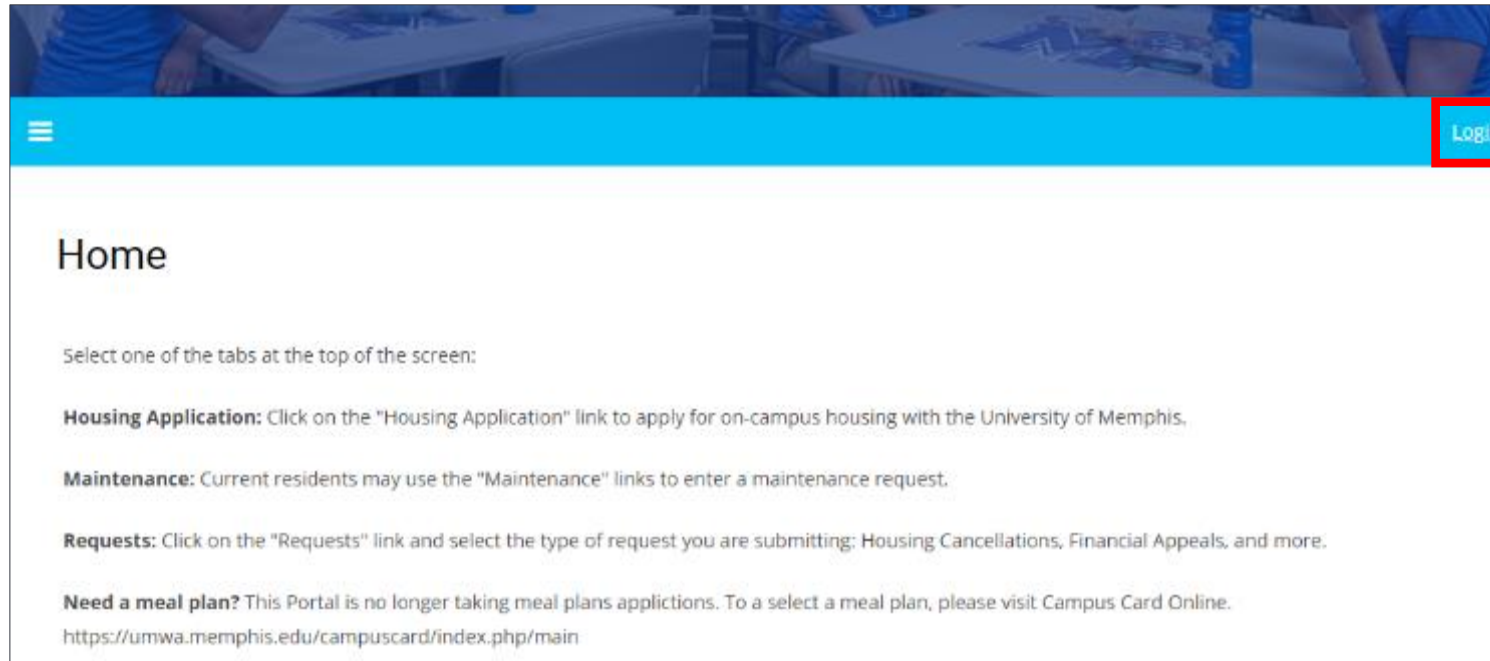 Logi
Home
Select one of the tabs at the top of the screen:
Housing Application: Click on the "Housing Application" link to apply for on-campus housing with the University of Memphis.
Maintenance: Current residents may use the "Maintenance" links to enter a maintenance request.
Requests: Click on the "Requests" link and select the type of request you are submitting: Housing Cancellations, Financial Appeals, and more.
Need a meal plan? This Portal is no longer taking meal plans applictions. To a select a meal plan, please visit Campus Card Online.
https://umwa.memphis.edu/campuscard/index.php/main